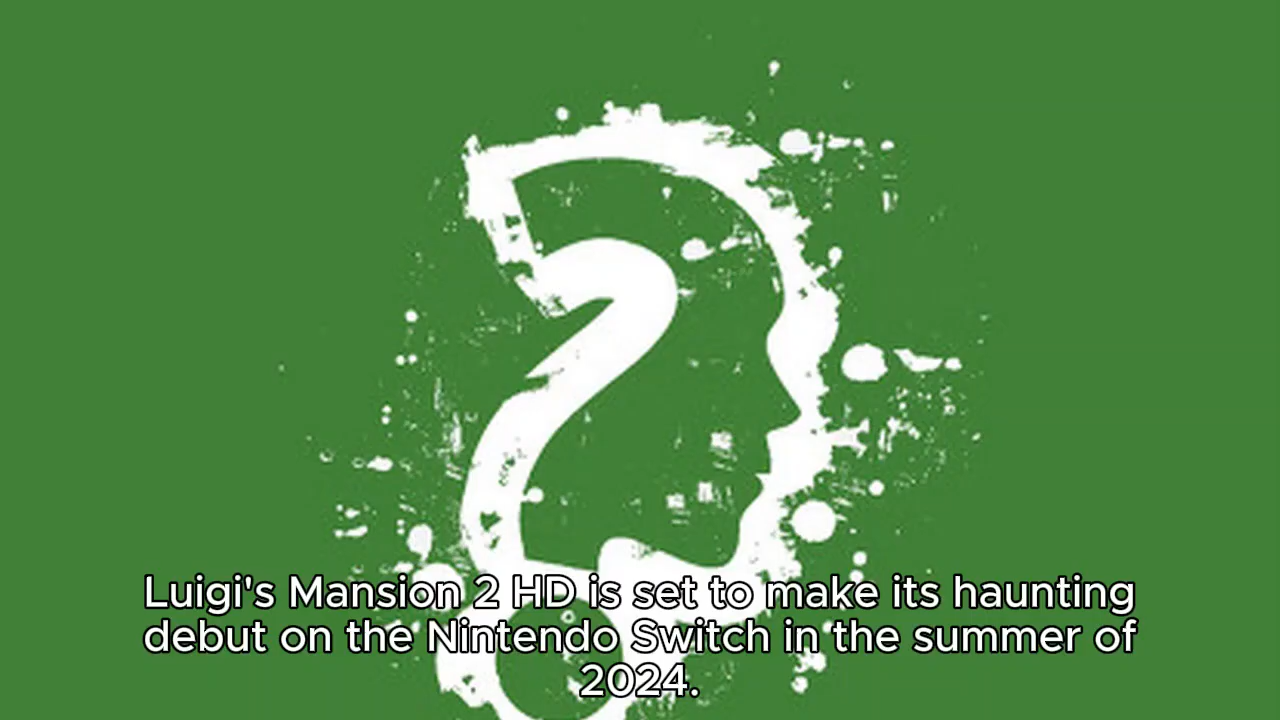 Luigi's Mansion 2 HD is set to make its haunting
debut on the Nintendo Switch in the summer of
2024.